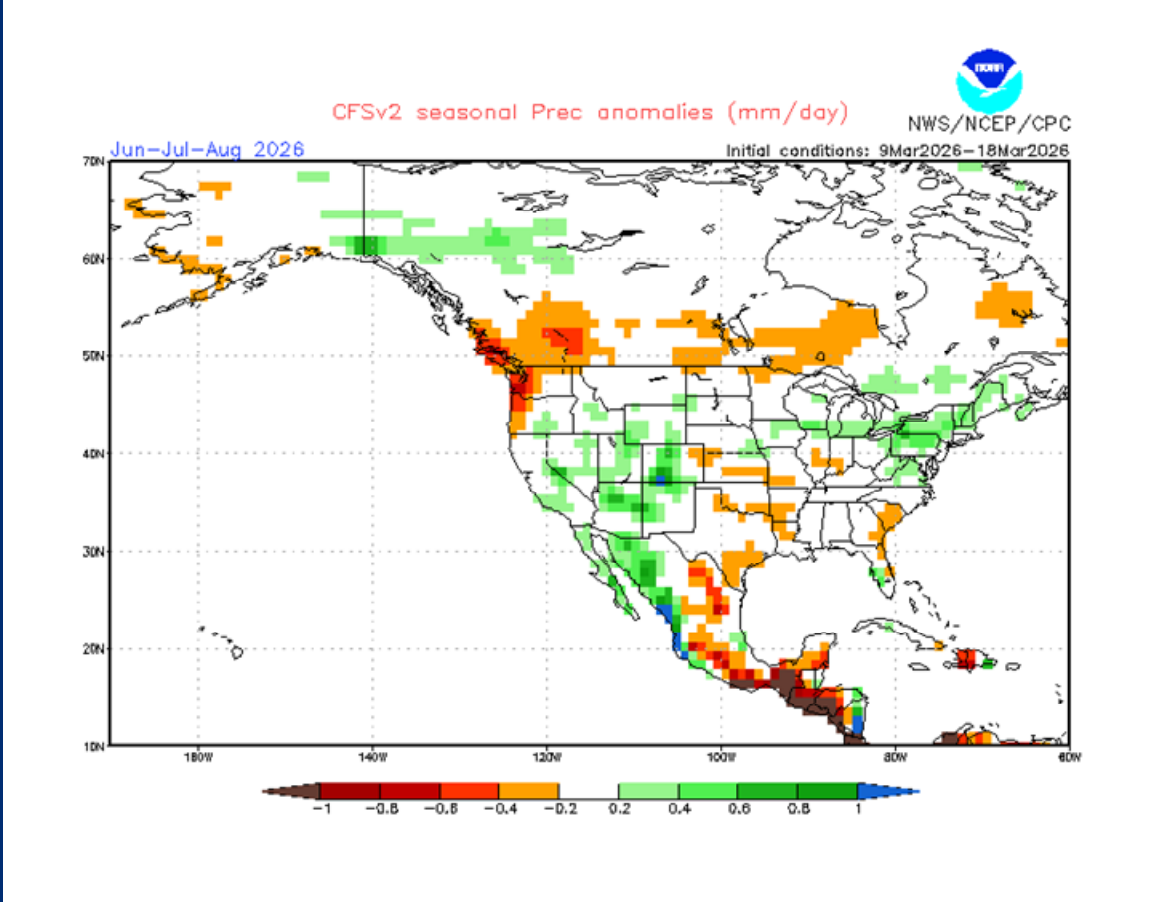 NOAA
CFSv2 seasonal Prec anomalies (mm/day)
NWS/NCEP/CPC
Jun-Jul-Aug 2026
Initial conditions: 9Mar2026-18Mar2026
70N
60N
50N
40N
30N
20N
10N
160W
140W
120W
100W
80W
60W
-1 -0.8 -0.6 -0.4 -0.2 0.2 0.4 0.6 0.8 1